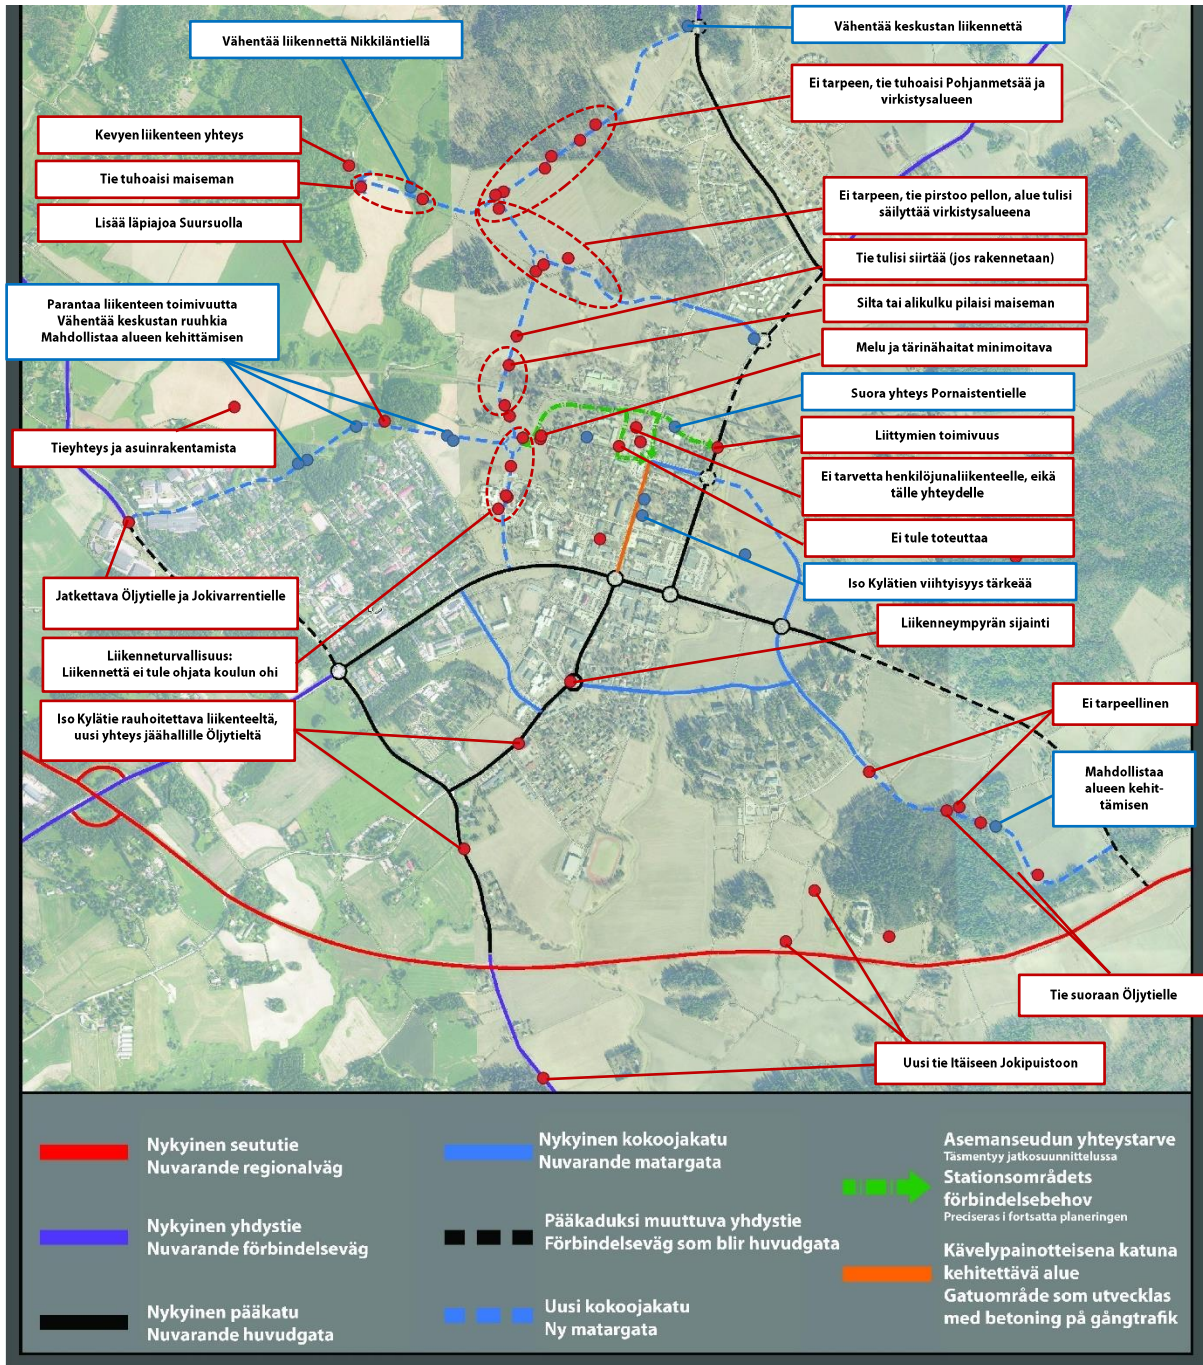 Vähentää liikennettä Nikkiläntiellä
Vähentää keskustan liikennettä
Ei tarpeen, tie tuhoaisi Pohjanmetsää ja
virkistysalueen
Kevyen liikenteen yhteys
Tie tuhoaisi maiseman
Lisää läpiajoa Suursuolla
Ei tarpeen, tie pirstoo pellon, alue tulisi
säilyttää virkistysalueena
Tie tulisi siirtää (jos rakennetaan)
Silta tai alikulku pilaisi maiseman
Parantaa liikenteen toimivuutta
Vähentää keskustan ruuhkia
Mahdollistaa alueen kehittämisen
Melu ja tärinähaitat minimoitava
Suora yhteys Pornaistentielle
Tieyhteys ja asuinrakentamista
Liittymien toimivuus
Ei tarvetta henkilöjunaliikenteelle, eikä
tälle yhteydelle
Ei tule toteuttaa
Iso Kylätien viihtyisyys tärkeää
Jatkettava Öljytielle ja Jokivarrentielle
Liikenneympyrän sijainti
Liikenneturvallisuus:
Liikennettä ei tule ohjata koulun ohi
Iso Kylätie rauhoitettava liikenteeltä,
uusi yhteys jäähallille Öljytieltä
Ei tarpeellinen
Mahdollistaa
alueen kehit-
tämisen
Tie suoraan Öljytielle
Uusi tie Itäiseen Jokipuistoon
Nykyinen seututie
Nuvarande regionalväg
Nykyinen yhdystie
Nuvarande förbindelseväg
Nykyinen pääkatu
Nuvarande huvudgata
Nykyinen kokoojakatu
Nuvarande matargata
Pääkaduksi muuttuva yhdystie
Förbindelseväg som blir huvudgata
Uusi kokoojakatu
Ny matargata
Asemanseudun yhteystarve
Täsmentyy jatkosuunnittelussa
Stationsområdets
förbindelsebehov
Preciseras i fortsatta planeringen
Kävelypainotteisena katuna
kehitettävä alue
Gatuområde som utvecklas
med betoning på gångtrafik